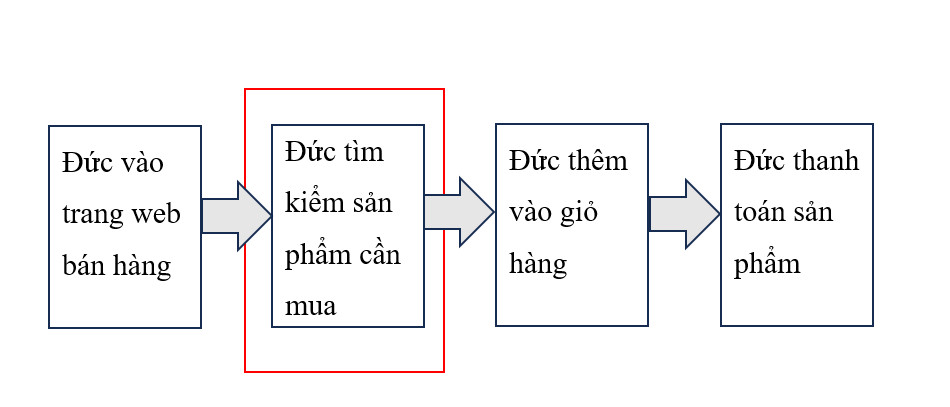 Đức vào
trang web
bán hàng
Đức tìm
kiểm sản
phẩm cần
mua
Đức thêm
vào giỏ
hàng
Đức thanh
toán sản
phẩm